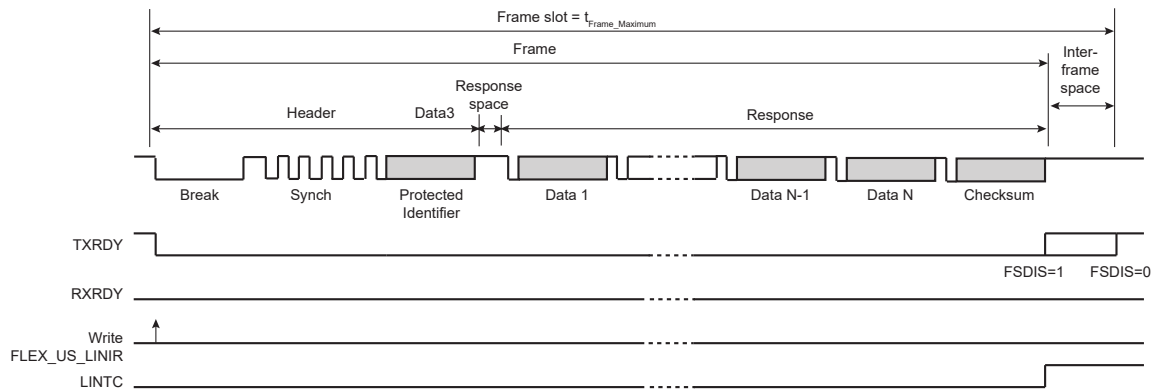 Frame slot = tFrame_Maximum
Frame
Inter-
frame
space
Response
space
Header
Data3
Response
Break
Synch
Protected
Identifier
Data 1
Data N-1
Data N
Checksum
TXRDY
FSDIS=1
FSDIS=0
RXRDY
Write
FLEX_US_LINIR
LINTC